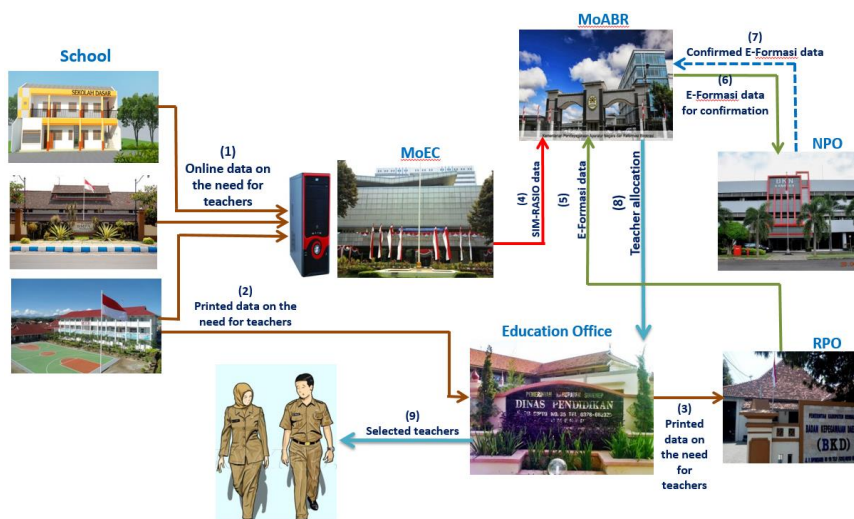 School
SEKOLAH DASAR
(1)
Online data on
the need for
teachers
MoEC
(2)
Printed data on the
need for teachers
MoABR
(4)
SIM-RASIO data
(5)
E-Formasi data
(8)
Teacher allocation
(7)
Confirmed E-Formasi data
(6)
E-Formasi data
for confirmation
NPO
Education Office
DINAS PENDIDIKAN
(3)
Printed
data on
the need
for
teachers
RPO
(BKD)
(9)
Selected teachers